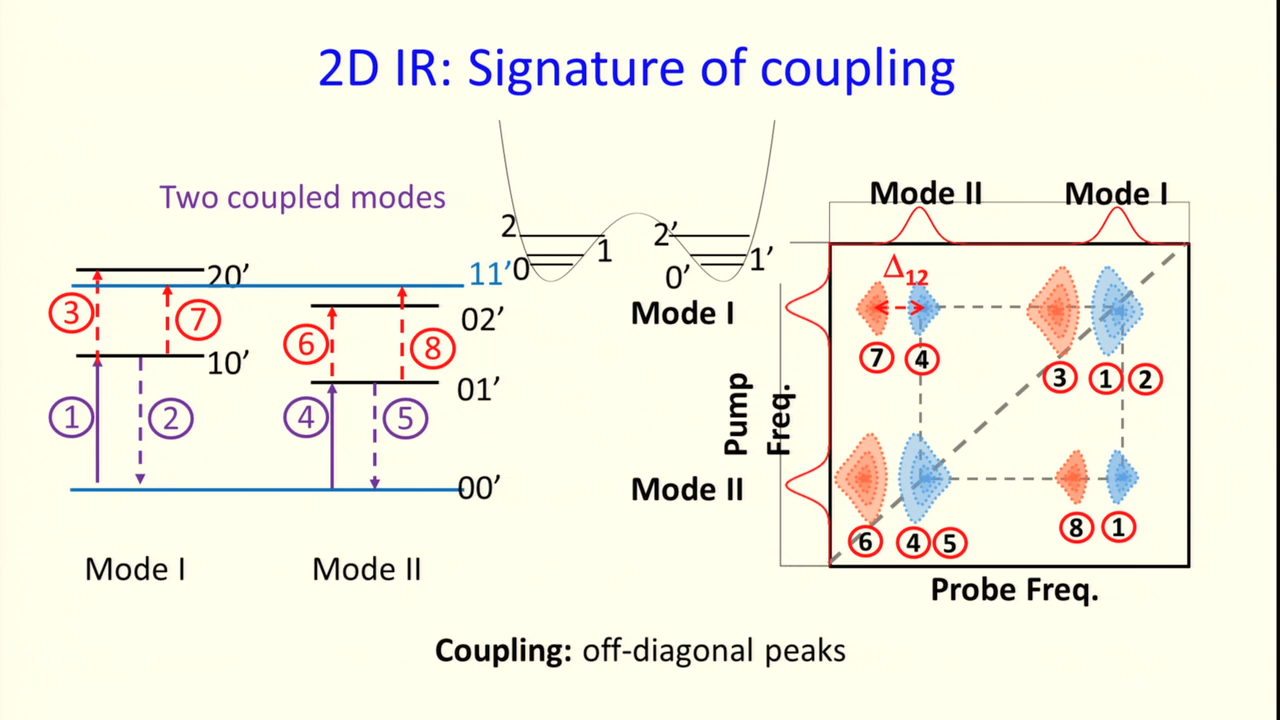 2D IR: Signature of coupling
Two coupled modes
20'
11'
02'
10'
01'
00'
3
7
6
8
1
2
4
5
Mode I
Mode II
2
0
1
2'
0'
1'
Mode II
Mode I
Δ12
Mode I
7
4
3
1
2
Pump
Freq.
Mode II
8
1
6
4
5
Probe Freq.
Coupling: off-diagonal peaks